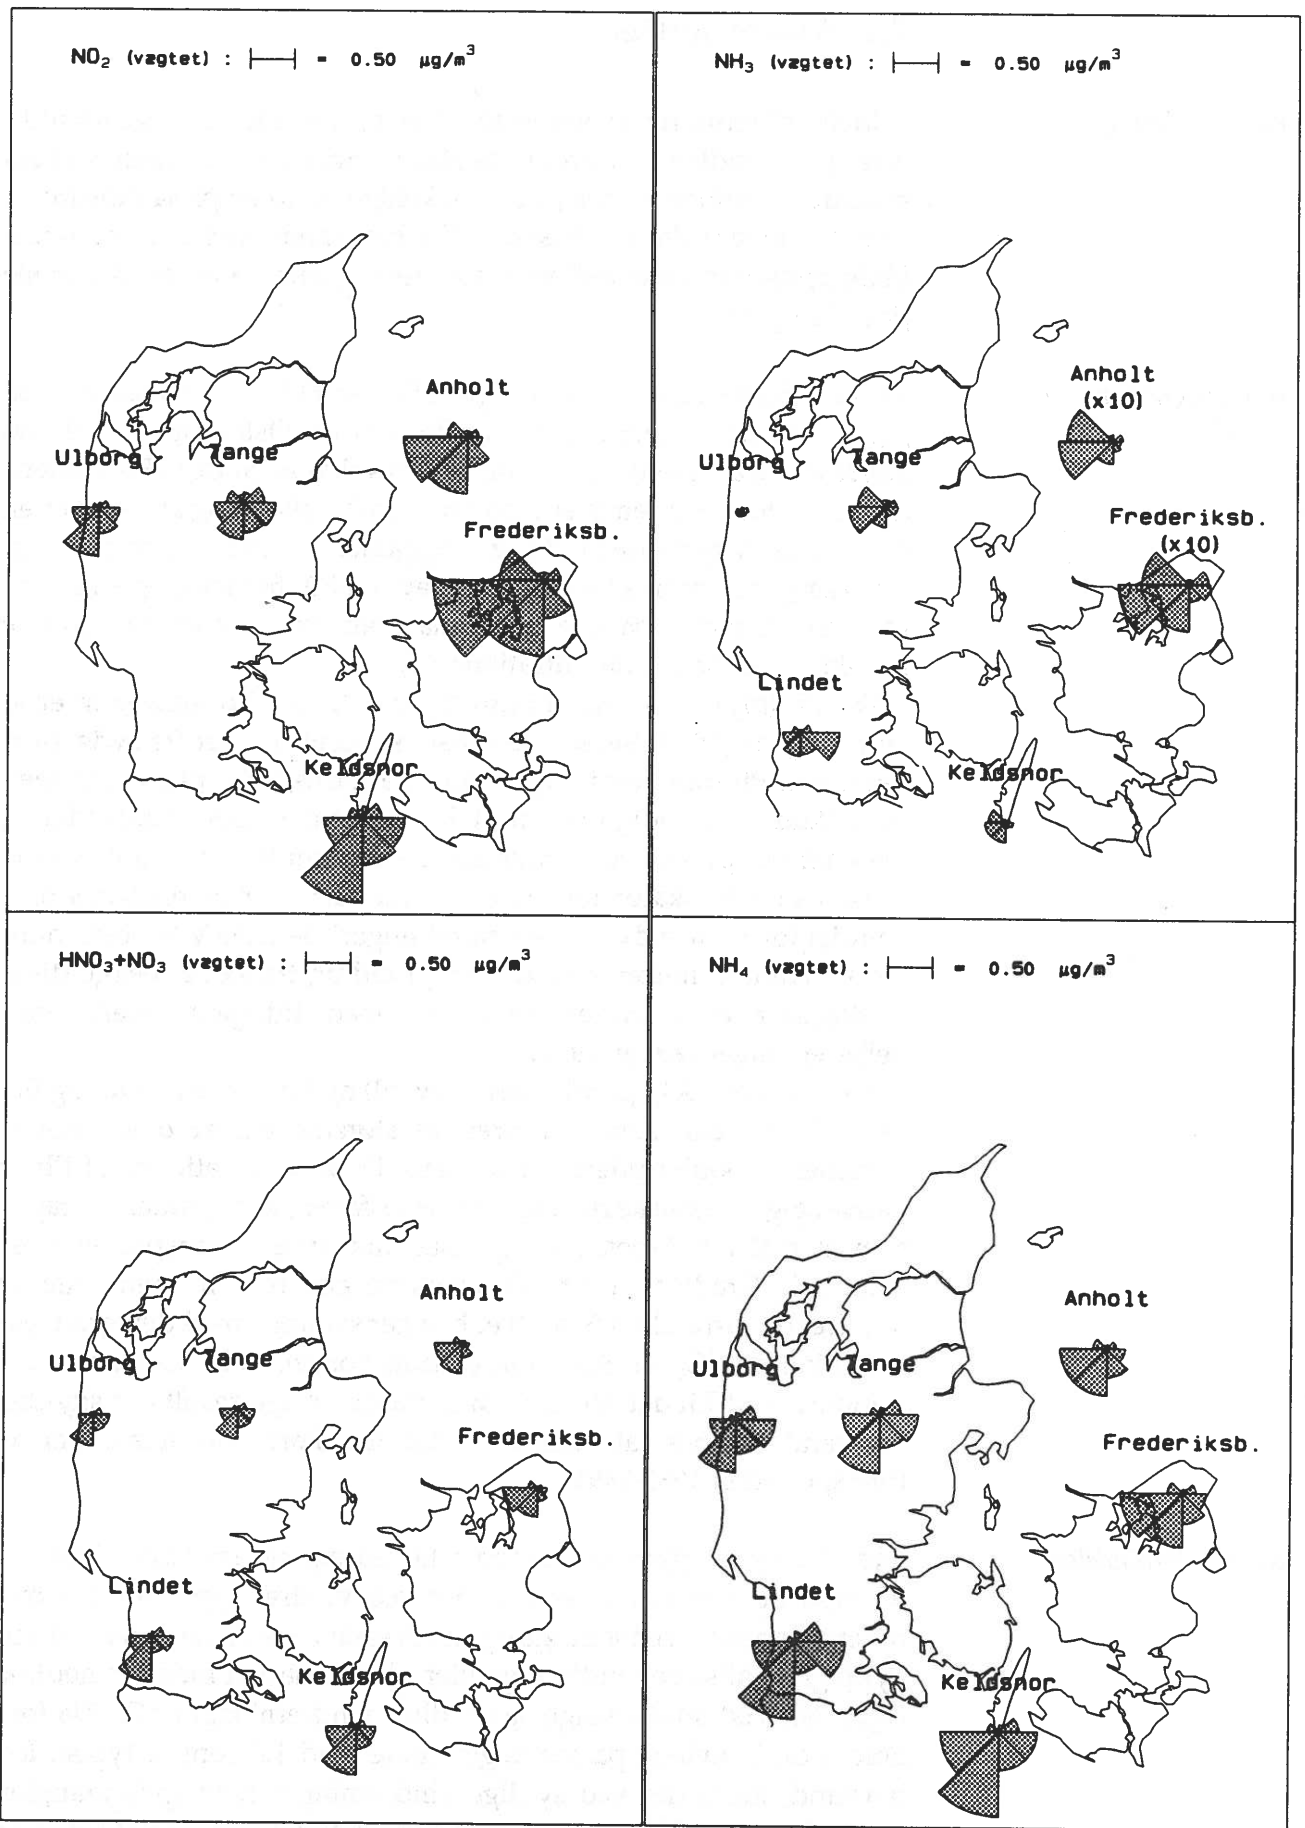 NO₂ (vægtet) : = 0.50 µg/m³
Anholt
Ulborg
Tange
Frederiksb.
Keldsnor
NH₃ (vægtet) : = 0.50 µg/m³
Anholt
(x10)
Ulborg
Tange
Frederiksb.
(x10)
Lindet
Keldsnor
HNO₃+NO₃ (vægtet) : = 0.50 µg/m³
Anholt
Ulborg
Tange
Frederiksb.
Lindet
Keldsnor
NH₄ (vægtet) : = 0.50 µg/m³
Anholt
Ulborg
Tange
Frederiksb.
Lindet
Keldsnor